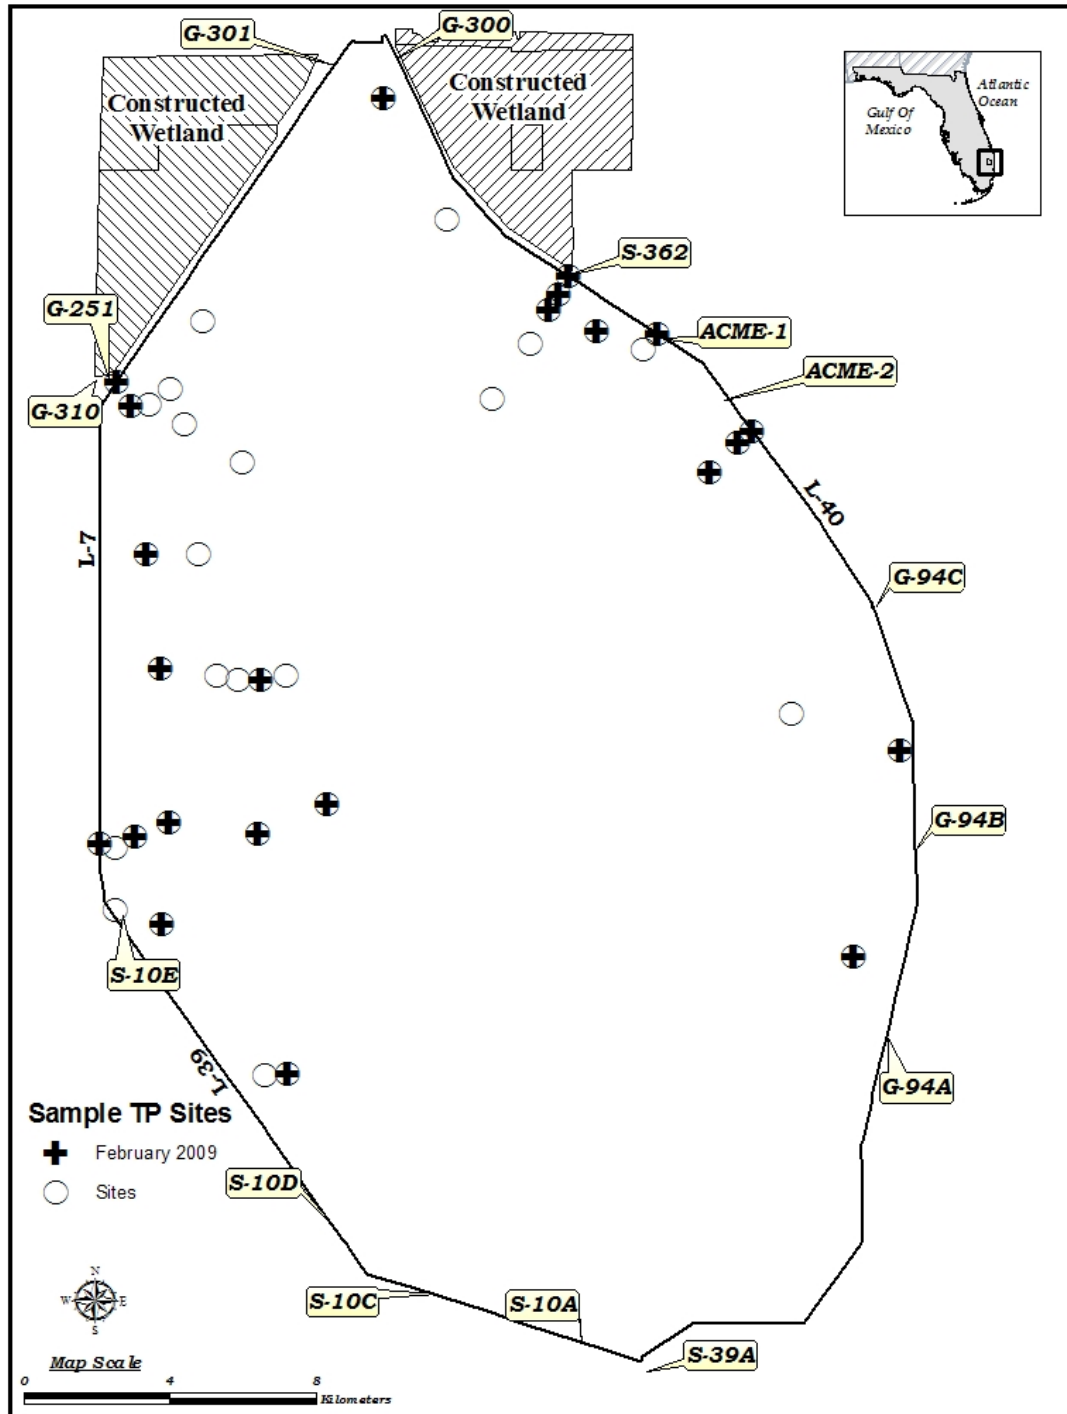 G-301
G-300
Constructed
Wetland
Constructed
Wetland
Gulf Of
Mexico
Atlantic
Ocean
S-362
G-251
ACME-1
ACME-2
G-310
L-7
L-40
G-94C
G-94B
S-10E
L-39
G-94A
Sample TP Sites
February 2009
Sites
S-10D
N
W E
S
S-10C
S-10A
S-39A
Map Scale
0 4 8
Kilometers